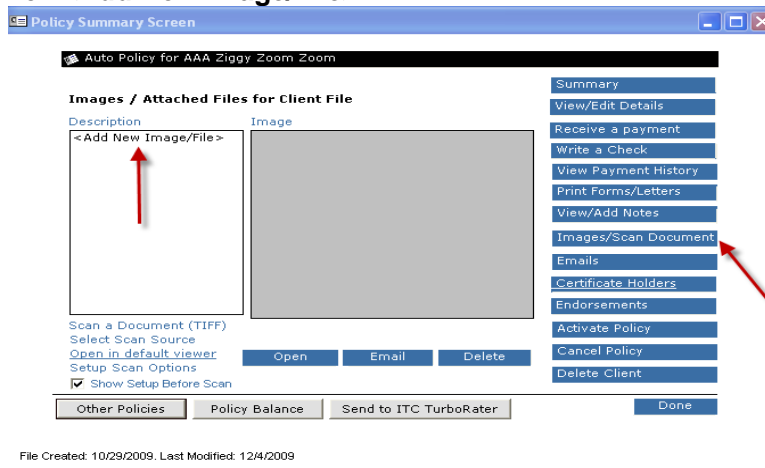 Policy Summary Screen
Auto Policy for AAA Ziggy Zoom Zoom
Images / Attached Files for Client File
Description
Image
<Add New Image/File>
Scan a Document (TIFF)
Select Scan Source
Open in default viewer
Setup Scan Options
Show Setup Before Scan
Open
Email
Delete
Summary
View/Edit Details
Receive a payment
Write a Check
View Payment History
Print Forms/Letters
View/Add Notes
Images/Scan Document
Emails
Certificate Holders
Endorsements
Activate Policy
Cancel Policy
Delete Client
Other Policies
Policy Balance
Send to ITC TurboRater
Done
File Created: 10/29/2009. Last Modified: 12/4/2009